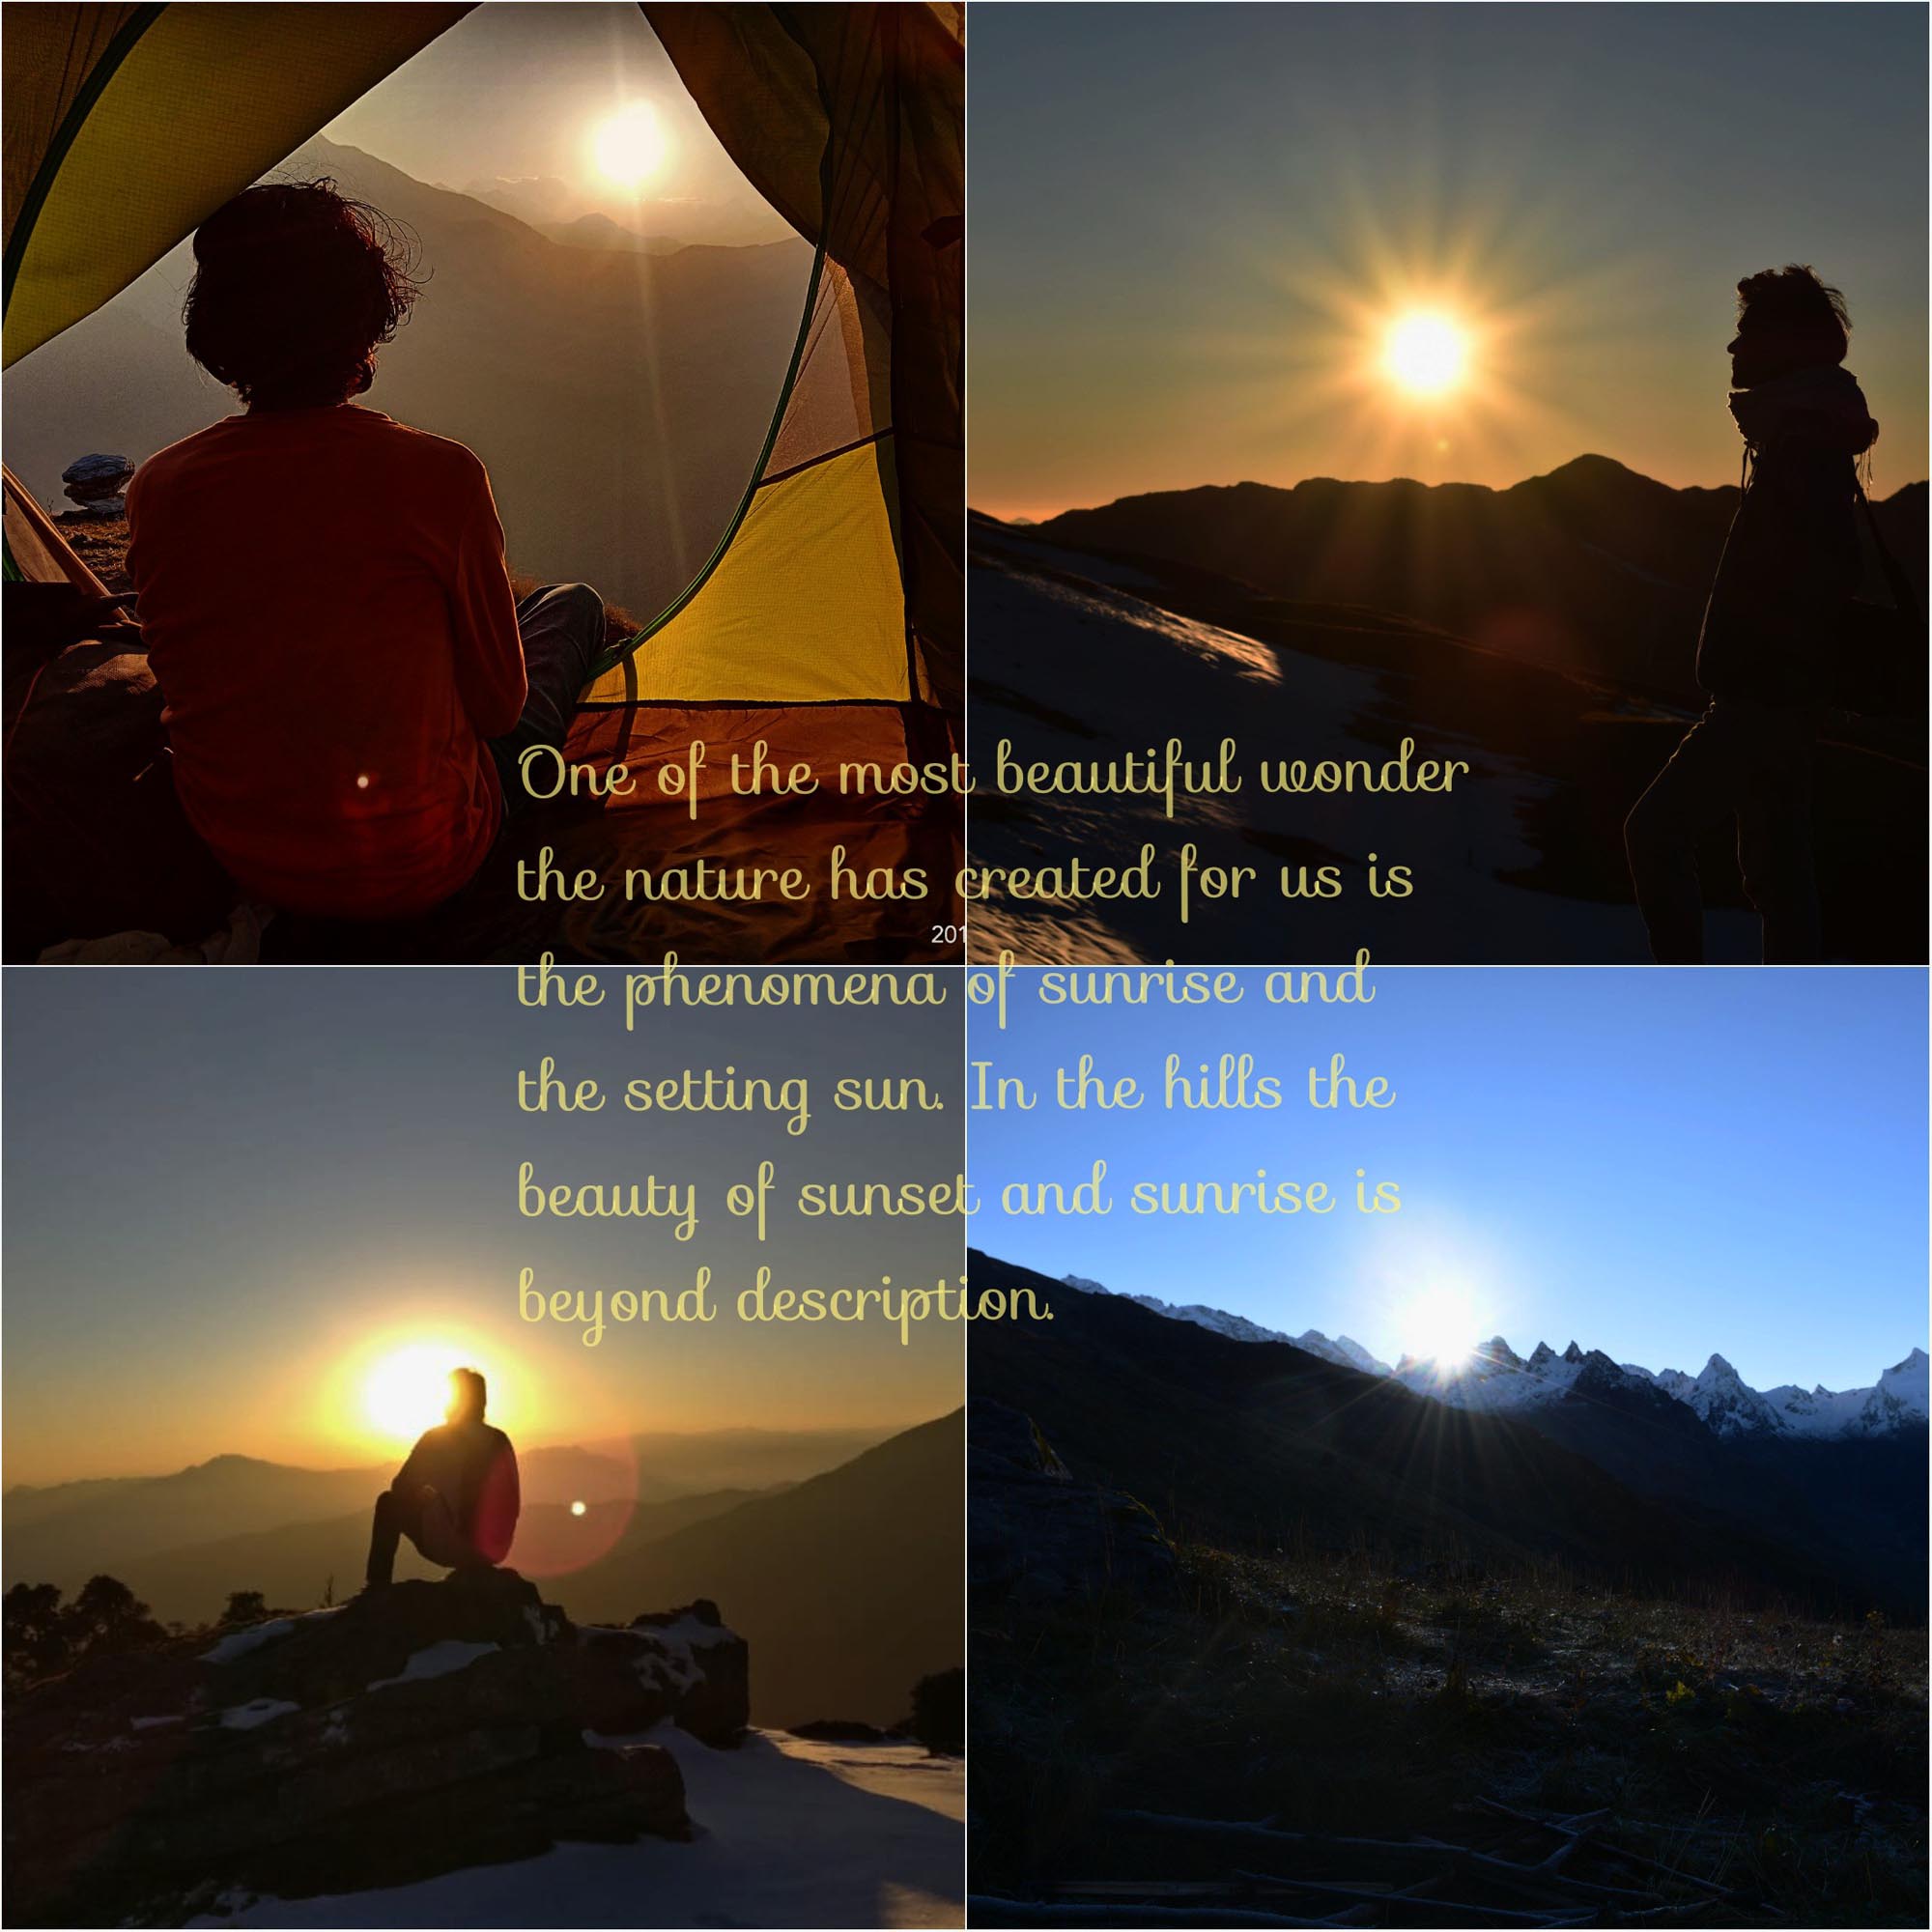 One of the most beautiful wonder
the nature has created for us is
201
the phenomena of sunrise and
the setting sun. In the hills the
beauty of sunset and sunrise is
beyond description.